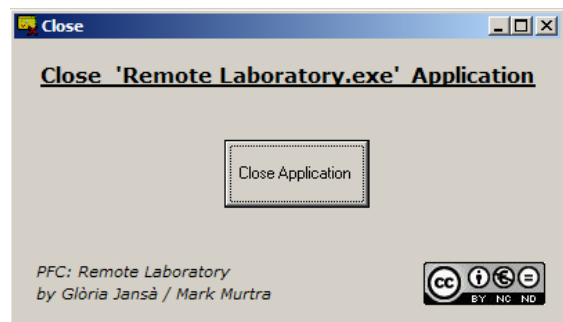 Close
Close 'Remote Laboratory.exe' Application
Close Application
PFC: Remote Laboratory
by Glòria Jansà / Mark Murtra
cc
BY NC ND